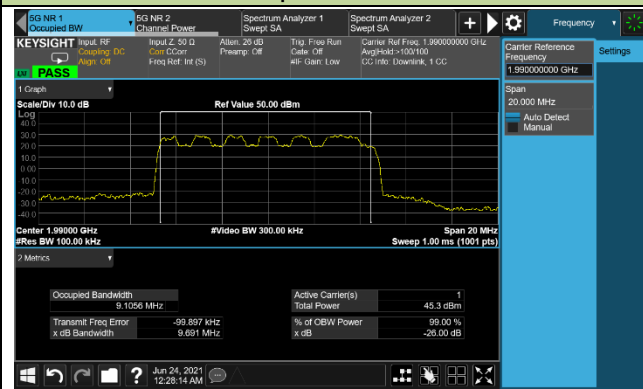 5G NR 1
Occupied BW
5G NR 2
Channel Power
Spectrum Analyzer 1
Swept SA
Spectrum Analyzer 2
Swept SA
Frequency
KEYSIGHT
Input: RF
Coupling: DC
Align: Off
Input Z: 50 Ω
Corr CCorr
Freq Ref: Int (S)
Atten: 26 dB
Preamp: Off
Trig: Free Run
Gate: Off
#IF Gain: Low
Carrier Ref Freq: 1.990000000 GHz
Avg|Hold:>100/100
CC Info: Downlink, 1 CC
PASS
Carrier Reference
Frequency
1.990000000 GHz
Settings
Span
20.000 MHz
Auto Detect
Manual
1 Graph
Scale/Div 10.0 dB
Ref Value 50.00 dBm
Log
40.0
30.0
20.0
10.0
0.00
-10.0
-20.0
-30.0
-40.0
Center 1.99000 GHz
#Video BW 300.00 kHz
Span 20 MHz
#Res BW 100.00 kHz
Sweep 1.00 ms (1001 pts)
2 Metrics
Occupied Bandwidth
9.1056 MHz
Active Carrier(s)
1
Total Power
45.3 dBm
Transmit Freq Error
-99.897 kHz
% of OBW Power
99.00 %
x dB Bandwidth
9.691 MHz
x dB
-26.00 dB
Jun 24, 2021
12:28:14 AM